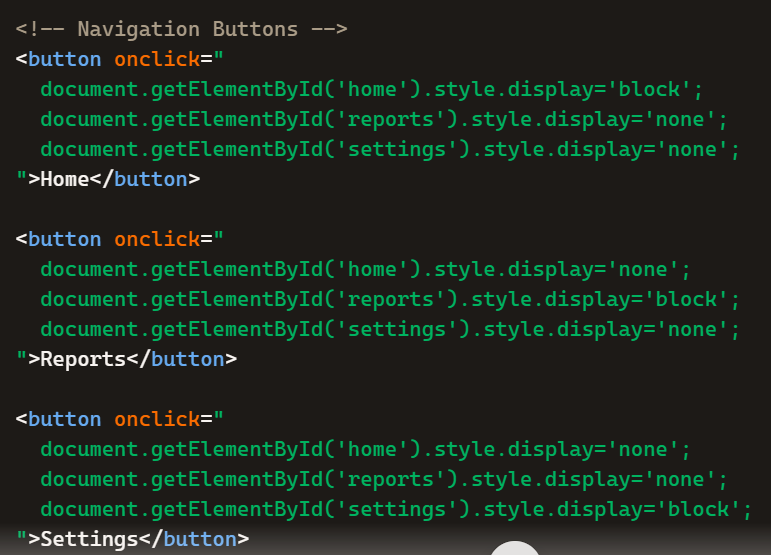 <!-- Navigation Buttons -->
<button onclick="
  document.getElementById('home').style.display='block';
  document.getElementById('reports').style.display='none';
  document.getElementById('settings').style.display='none';
">Home</button>

<button onclick="
  document.getElementById('home').style.display='none';
  document.getElementById('reports').style.display='block';
  document.getElementById('settings').style.display='none';
">Reports</button>

<button onclick="
  document.getElementById('home').style.display='none';
  document.getElementById('reports').style.display='none';
  document.getElementById('settings').style.display='block';
">Settings</button>